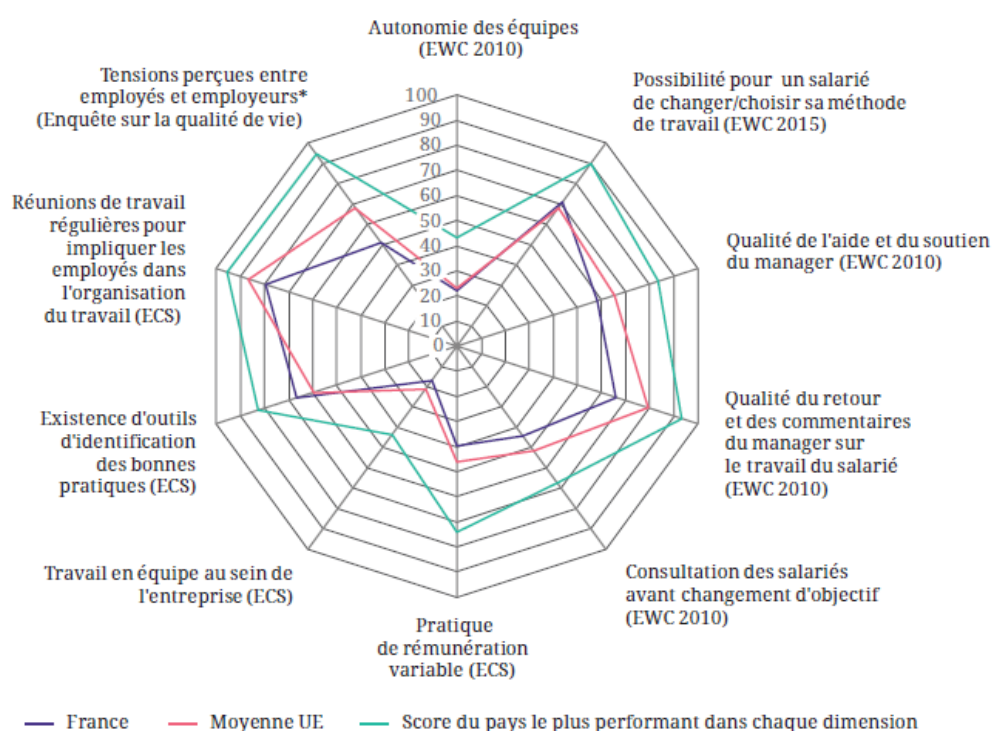 Autonomie des équipes
(EWC 2010)
Possibilité pour un salarié
de changer/choisir sa méthode
de travail (EWC 2015)
Qualité de l'aide et du soutien
du manager (EWC 2010)
Qualité du retour
et des commentaires
du manager sur
le travail du salarié
(EWC 2010)
Consultation des salariés
avant changement d'objectif
(EWC 2010)
Pratique
de rémunération
variable (ECS)
Travail en équipe au sein de
l'entreprise (ECS)
Existence d'outils
d'identification
des bonnes
pratiques (ECS)
Réunions de travail
régulières pour
impliquer les
employés dans
l'organisation
du travail (ECS)
Tensions perçues entre
employés et employeurs*
(Enquête sur la qualité de vie)
100
90
80
70
60
50
40
30
20
10
0
France
Moyenne UE
Score du pays le plus performant dans chaque dimension